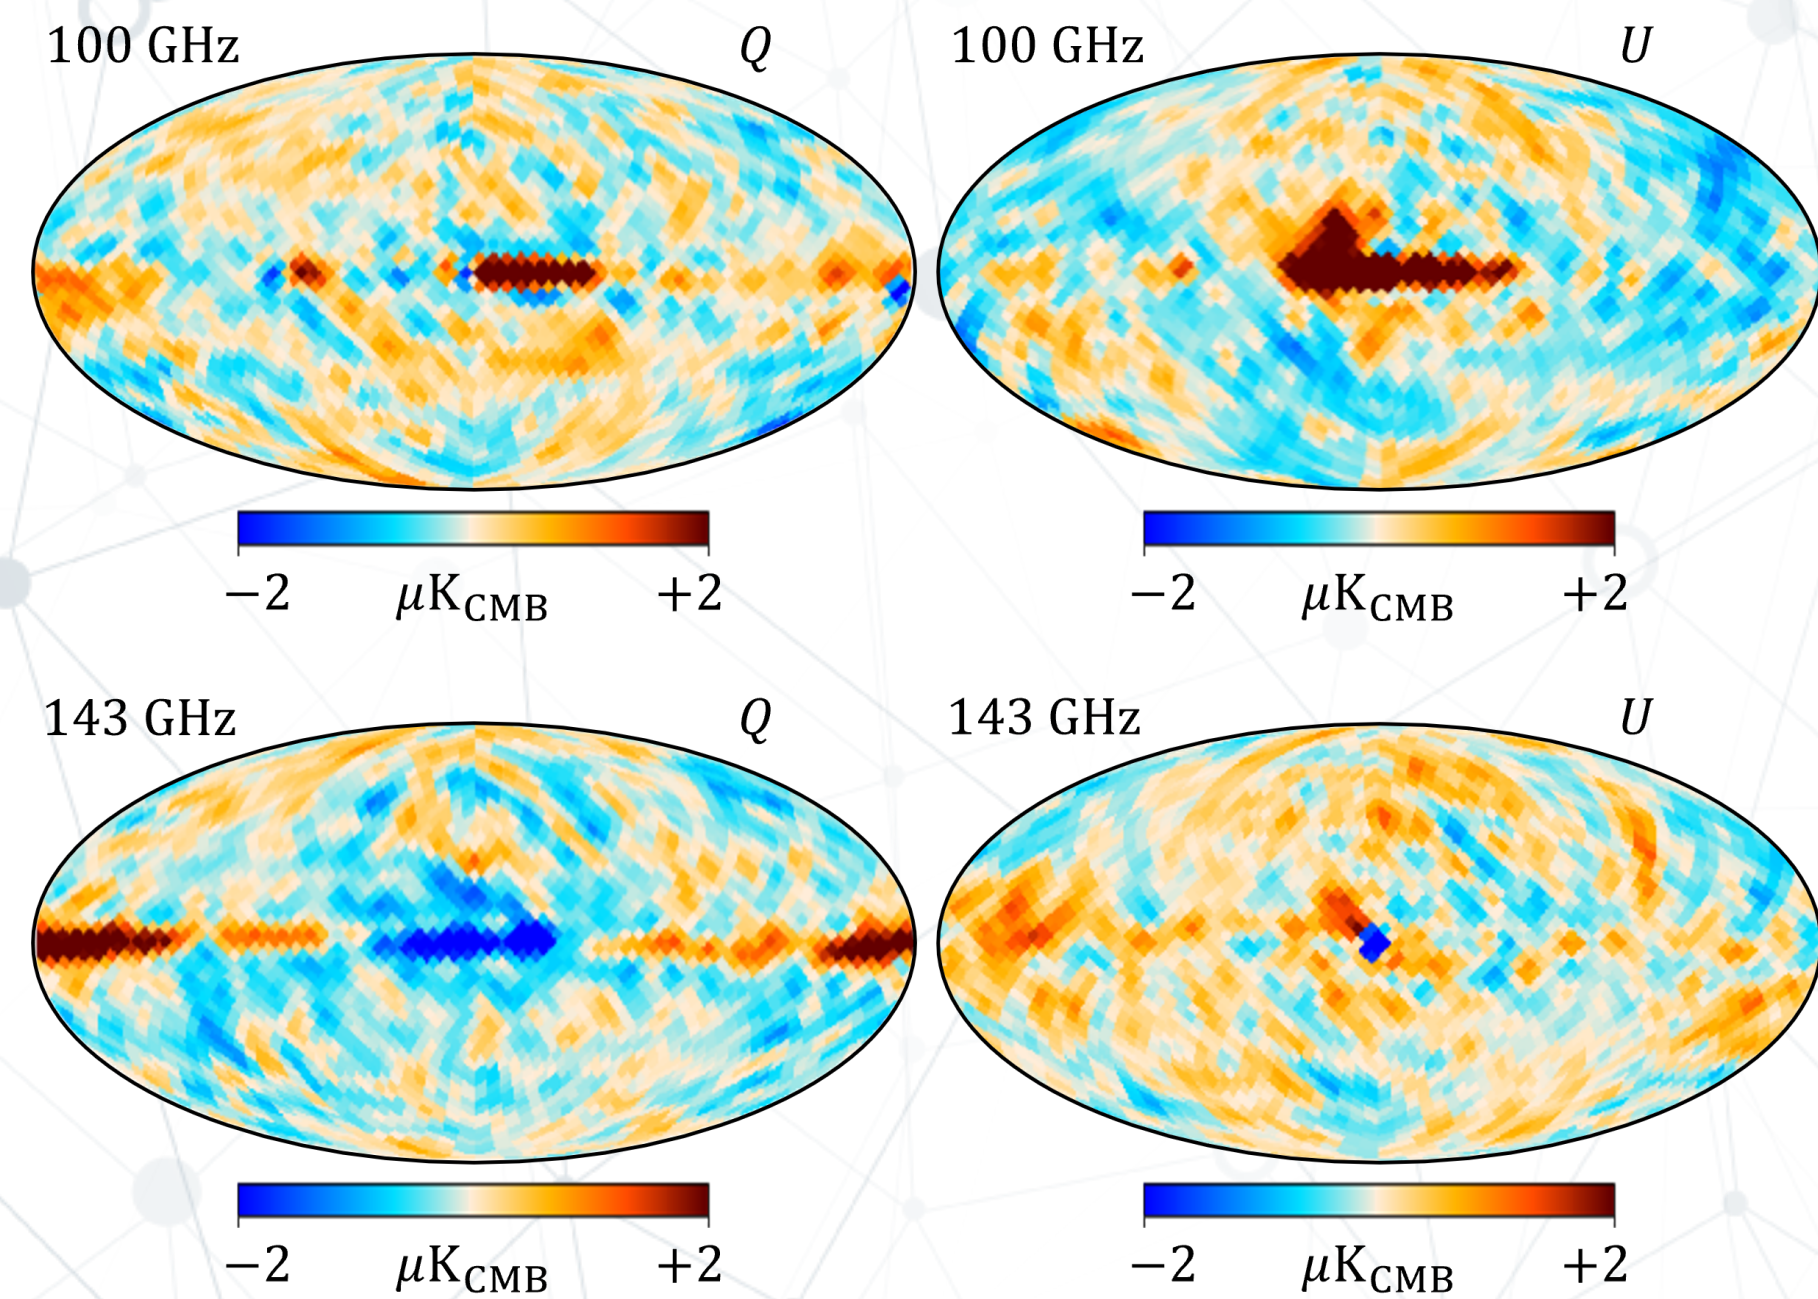 100 GHz Q 100 GHz U
−2 μK_CMB +2 −2 μK_CMB +2
143 GHz Q 143 GHz U
−2 μK_CMB +2 −2 μK_CMB +2